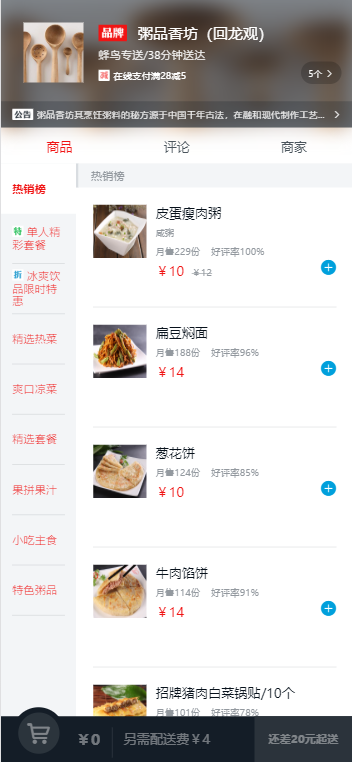 品牌 粥品香坊（回龙观）
蜂鸟专送/38分钟送达
减 在线支付满28减5
5个 >
公告 粥品香坊其烹饪粥料的秘方源于中国千年古法，在融和现代制作工艺... >
商品 评论 商家
热销榜
特 单人精
彩套餐
折 冰爽饮
品限时特
惠
精选热菜
爽口凉菜
精选套餐
果拼果汁
小吃主食
特色粥品
热销榜
皮蛋瘦肉粥
咸粥
月售229份 好评率100%
￥10 ￥12
扁豆焖面
月售188份 好评率96%
￥14
葱花饼
月售124份 好评率85%
￥10
牛肉馅饼
月售114份 好评率91%
￥14
招牌猪肉白菜锅贴/10个
月售101份 好评率78%
¥0 另需配送费￥4 还差20元起送